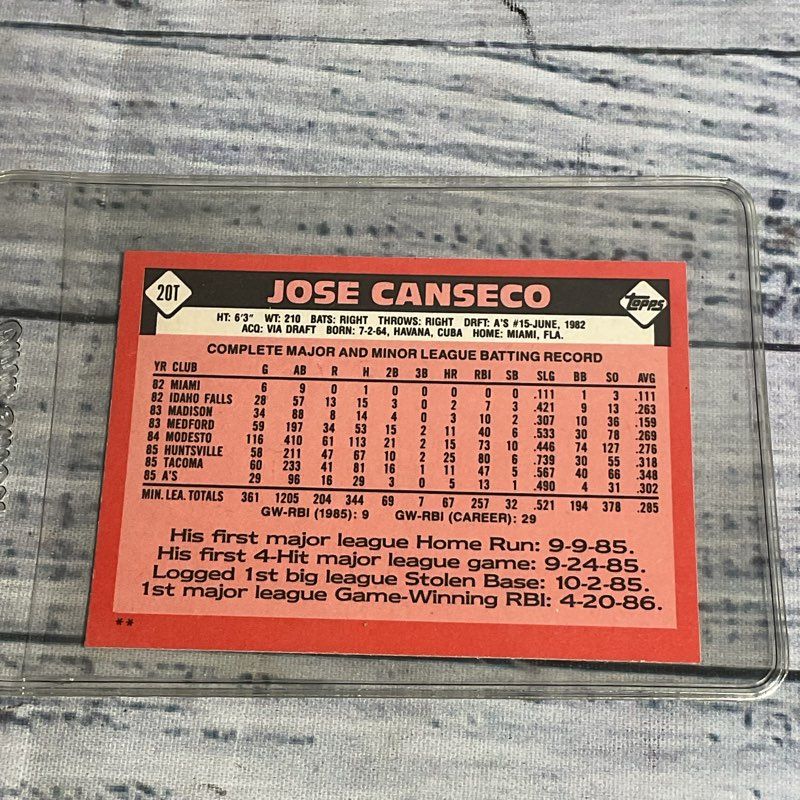 20T
JOSE CANSECO
Topps
HT: 6'3" WT: 210 BATS: RIGHT THROWS: RIGHT DRFT: A'S #15-JUNE, 1982
ACQ: VIA DRAFT BORN: 7-2-64, HAVANA, CUBA HOME: MIAMI, FLA.
COMPLETE MAJOR AND MINOR LEAGUE BATTING RECORD
YR CLUB G AB R H 2B 3B HR RBI SB SLG BB SO AVG
82 MIAMI 6 9 0 1 0 0 0 0 0 .111 1 3 .111
82 IDAHO FALLS 28 57 13 15 3 0 2 7 3 .421 9 13 .263
83 MADISON 34 88 8 14 4 0 3 10 2 .307 10 36 .159
83 MEDFORD 59 197 34 53 15 2 11 40 6 .533 30 78 .269
84 MODESTO 116 410 61 113 21 2 15 73 10 .446 74 127 .276
85 HUNTSVILLE 58 211 47 67 10 2 25 80 6 .739 30 55 .318
85 TACOMA 60 233 41 81 16 1 11 47 5 .567 40 66 .348
85 A'S 29 96 16 29 3 0 5 13 1 .490 4 31 .302
MIN. LEA. TOTALS 361 1205 204 344 69 7 67 257 32 .521 194 378 .285
GW-RBI (1985): 9 GW-RBI (CAREER): 29
His first major league Home Run: 9-9-85.
His first 4-Hit major league game: 9-24-85.
Logged 1st big league Stolen Base: 10-2-85.
1st major league Game-Winning RBI: 4-20-86.
**